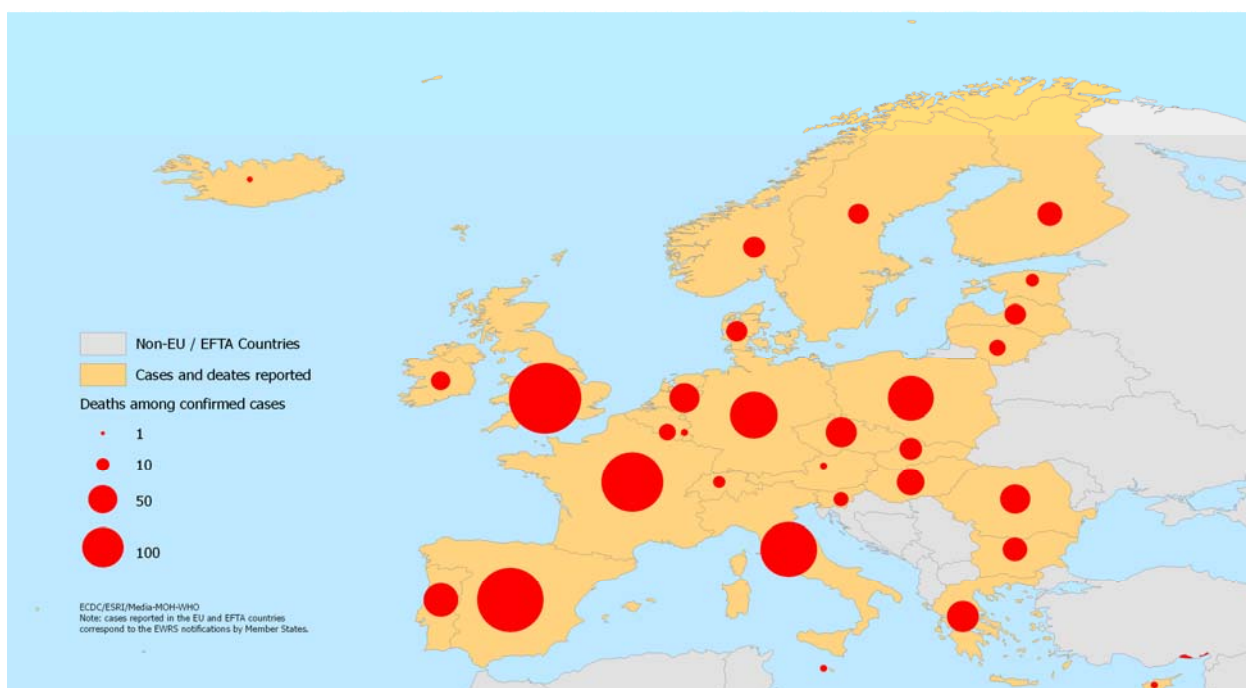 Non-EU / EFTA Countries
Cases and deates reported
Deaths among confirmed cases
1
10
50
100
ECDC/ESRI/Media-MOH-WHO
Note: cases reported in the EU and EFTA countries
correspond to the EWRS notifications by Member States.